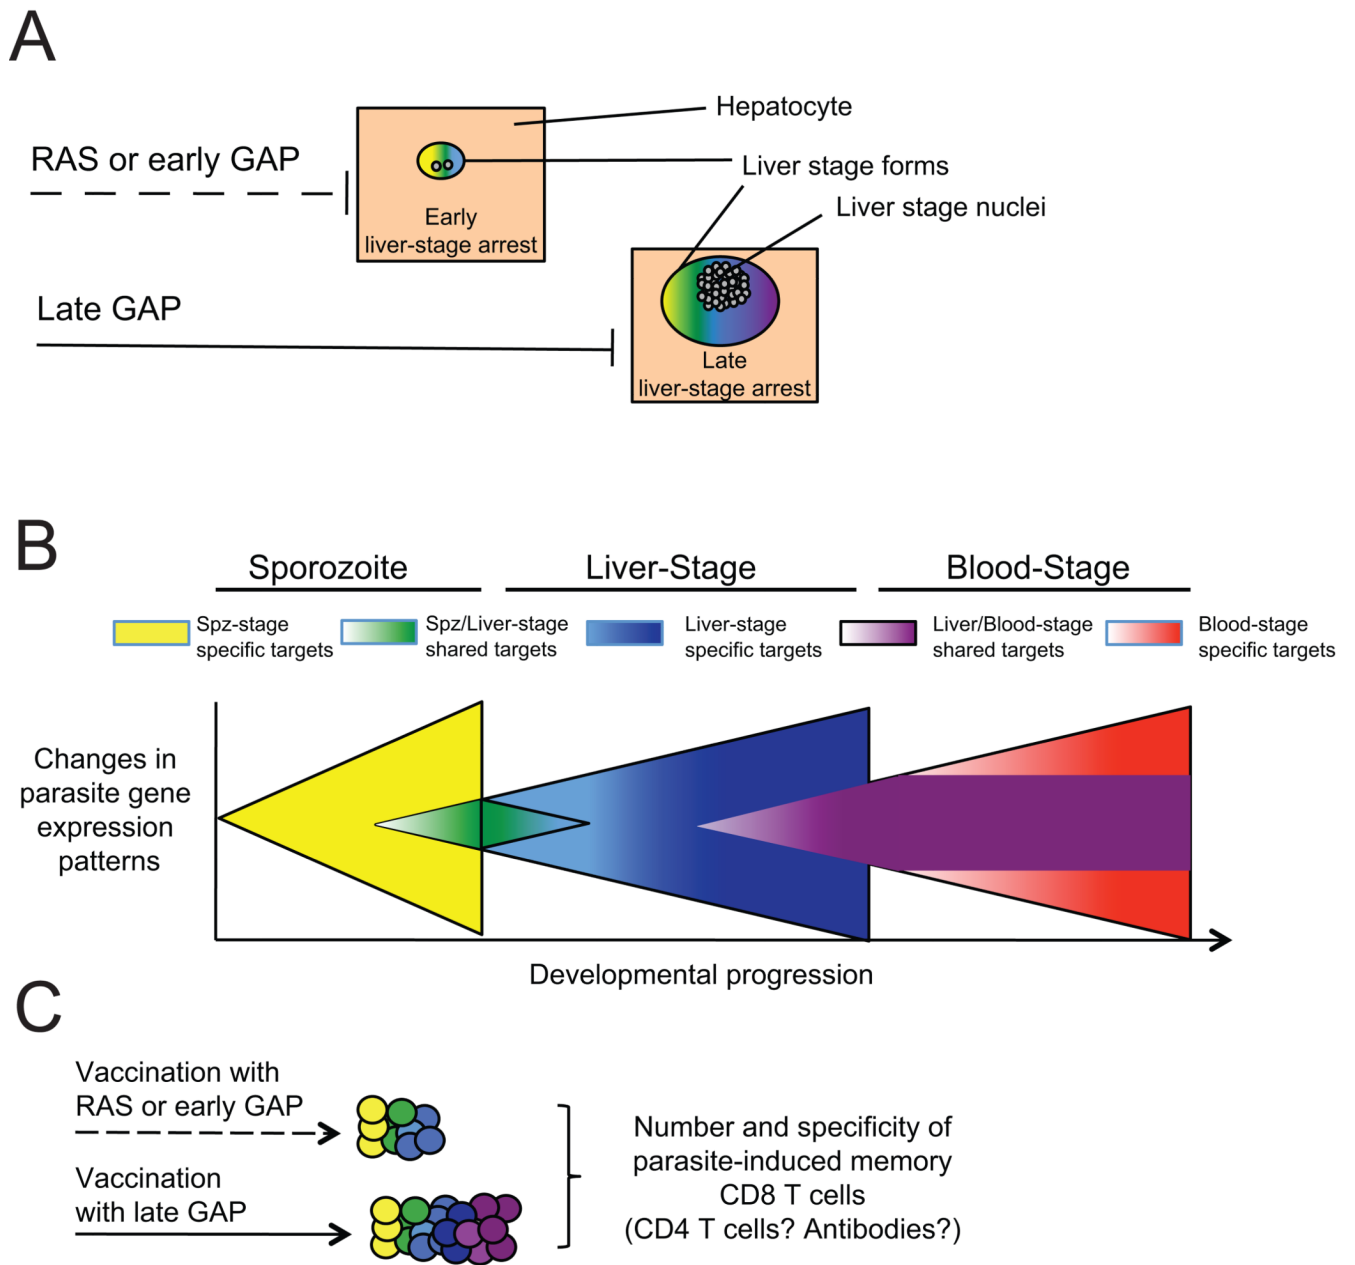 A
Hepatocyte
RAS or early GAP
Liver stage forms
Liver stage nuclei
Early
liver-stage arrest
Late GAP
Late
liver-stage arrest
B
Sporozoite
Liver-Stage
Blood-Stage
Spz-stage
specific targets
Spz/Liver-stage
shared targets
Liver-stage
specific targets
Liver/Blood-stage
shared targets
Blood-stage
specific targets
Changes in
parasite gene
expression
patterns
Developmental progression
C
Vaccination with
RAS or early GAP
Vaccination
with late GAP
Number and specificity of
parasite-induced memory
CD8 T cells
(CD4 T cells? Antibodies?)